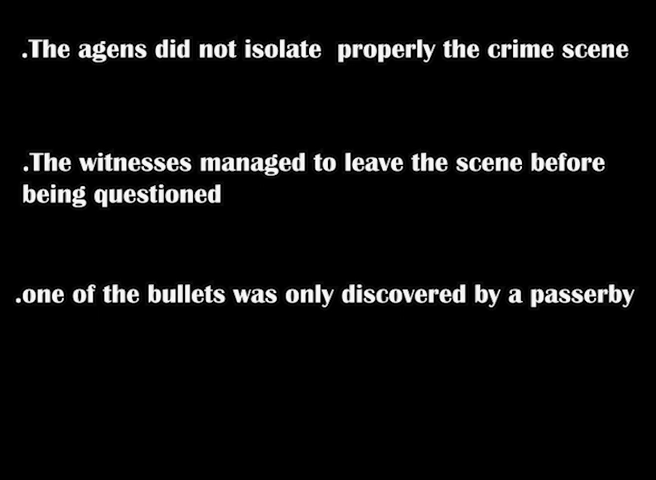 .The agens did not isolate properly the crime scene
.The witnesses managed to leave the scene before
being questioned
.one of the bullets was only discovered by a passerby